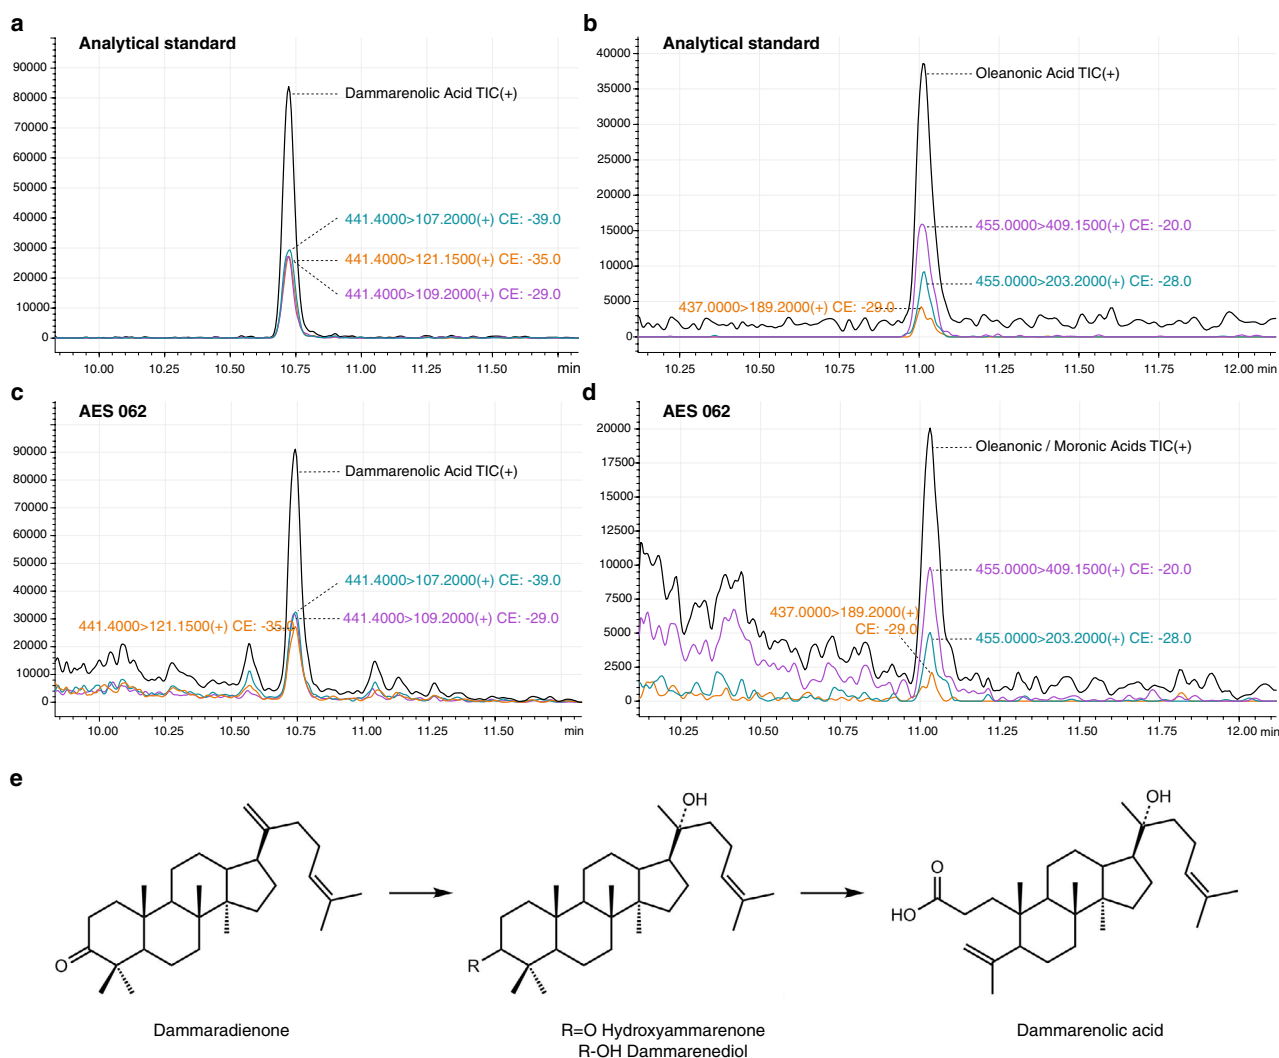 a
Analytical standard
90000
80000
70000
60000
50000
40000
30000
20000
10000
0
Dammarenolic Acid TIC(+)
441.4000>107.2000(+) CE: -39.0
441.4000>121.1500(+) CE: -35.0
441.4000>109.2000(+) CE: -29.0
10.00 10.25 10.50 10.75 11.00 11.25 11.50 min
b
Analytical standard
40000
35000
30000
25000
20000
15000
10000
5000
0
Oleanonic Acid TIC(+)
455.0000>409.1500(+) CE: -20.0
455.0000>203.2000(+) CE: -28.0
437.0000>189.2000(+) CE: -29.0
10.25 10.50 10.75 11.00 11.25 11.50 11.75 12.00 min
c
AES 062
90000
80000
70000
60000
50000
40000
30000
20000
10000
0
Dammarenolic Acid TIC(+)
441.4000>107.2000(+) CE: -39.0
441.4000>109.2000(+) CE: -29.0
441.4000>121.1500(+) CE: -35.0
10.00 10.25 10.50 10.75 11.00 11.25 11.50 min
d
AES 062
20000
17500
15000
12500
10000
7500
5000
2500
0
Oleanonic / Moronic Acids TIC(+)
455.0000>409.1500(+) CE: -20.0
437.0000>189.2000(+)
CE: -29.0
455.0000>203.2000(+) CE: -28.0
10.25 10.50 10.75 11.00 11.25 11.50 11.75 12.00 min
e
O
Dammaradienone
OH
R
R=O Hydroxyammarenone
R-OH Dammarenediol
OH
O
HO
Dammarenolic acid